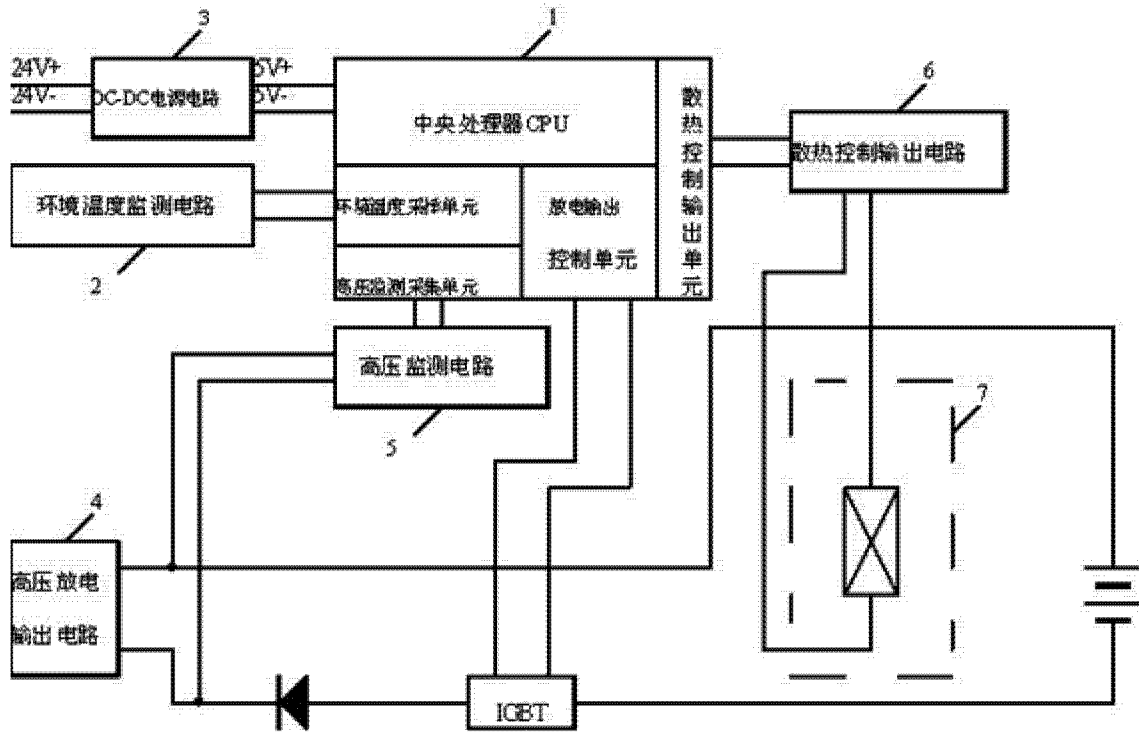 3
1
24V+
24V-
DC-DC电源电路
5V+
5V-
中央处理器CPU
散热控制输出单元
6
散热控制输出电路
环境温度监测电路
2
环境温度采样单元
放电输出
控制单元
高压监测采集单元
高压监测电路
5
7
4
高压放电
输出电路
IGBT